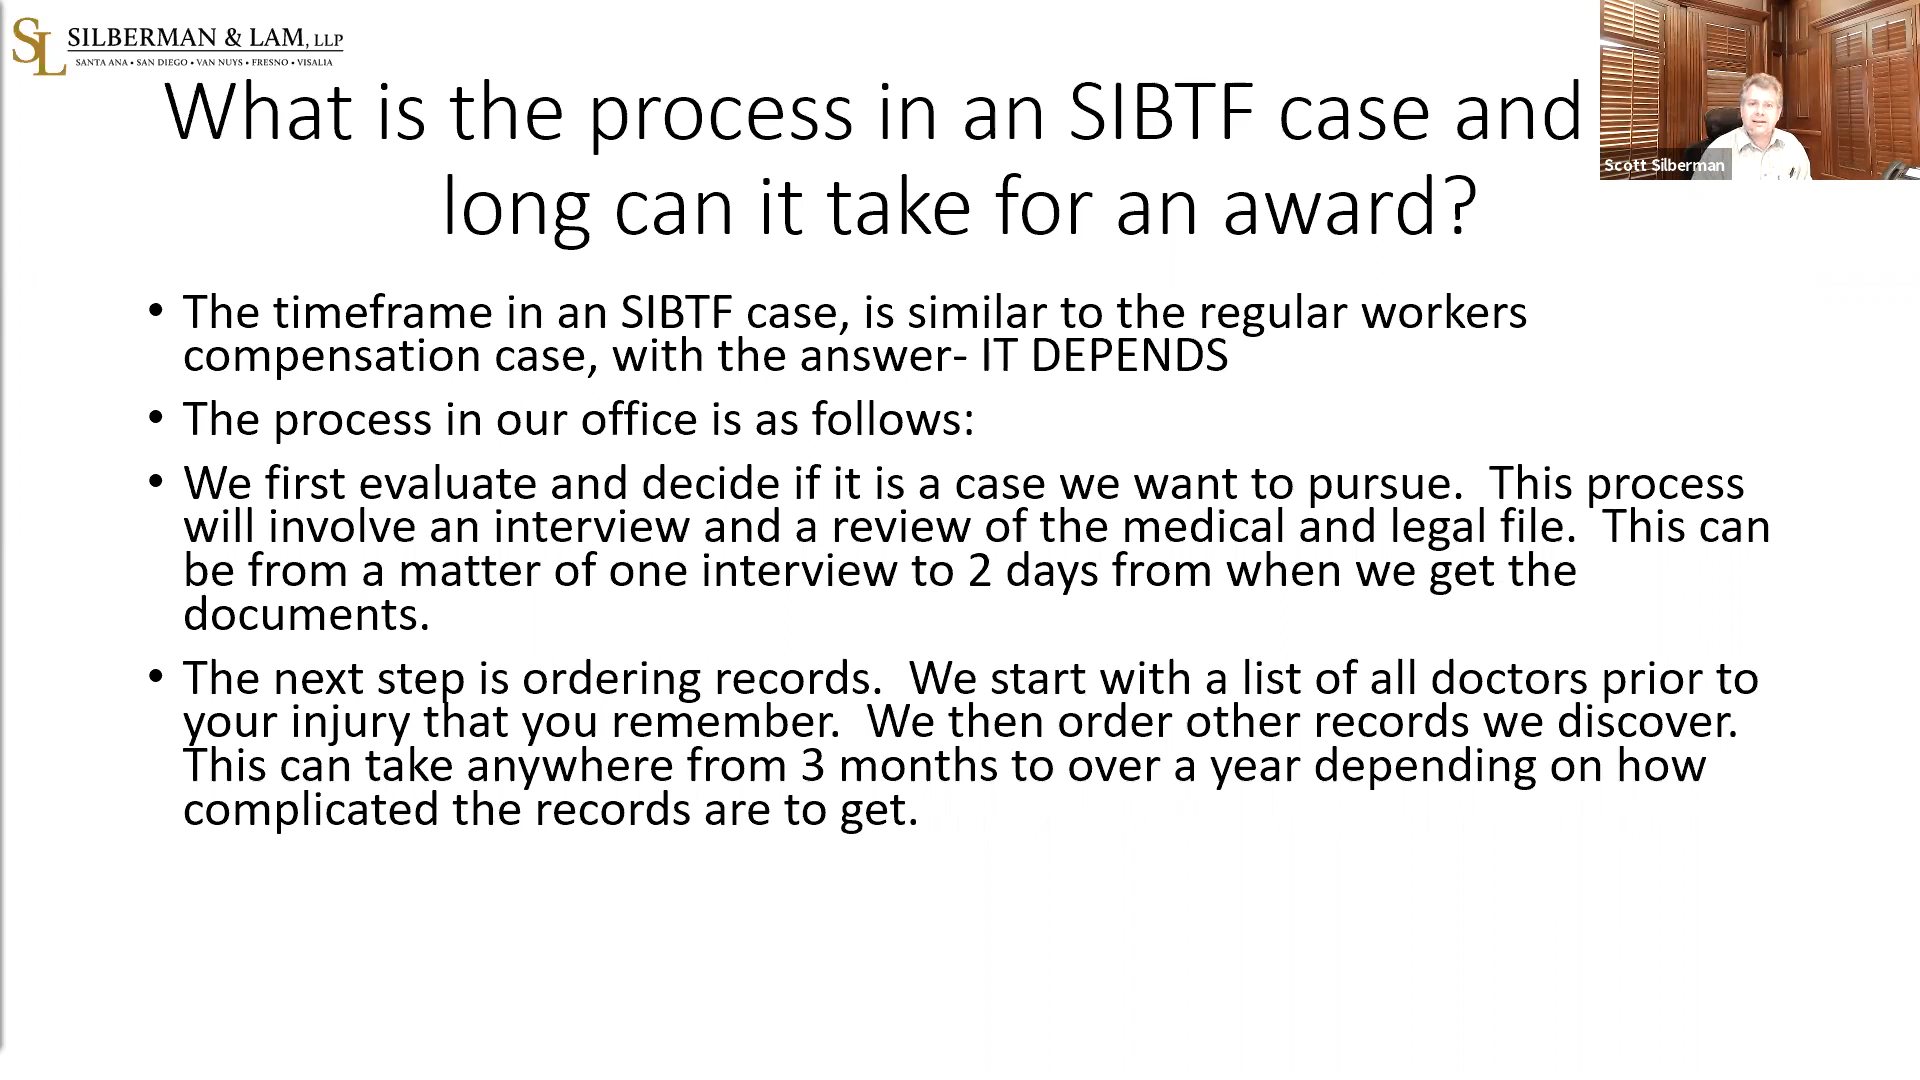 SL SILBERMAN & LAM, LLP
SANTA ANA • SAN DIEGO • VAN NUYS • FRESNO • VISALIA
What is the process in an SIBTF case and
long can it take for an award?
Scott Silberman
• The timeframe in an SIBTF case, is similar to the regular workers
compensation case, with the answer- IT DEPENDS
• The process in our office is as follows:
• We first evaluate and decide if it is a case we want to pursue.  This process
will involve an interview and a review of the medical and legal file.  This can
be from a matter of one interview to 2 days from when we get the
documents.
• The next step is ordering records.  We start with a list of all doctors prior to
your injury that you remember.  We then order other records we discover.
This can take anywhere from 3 months to over a year depending on how
complicated the records are to get.